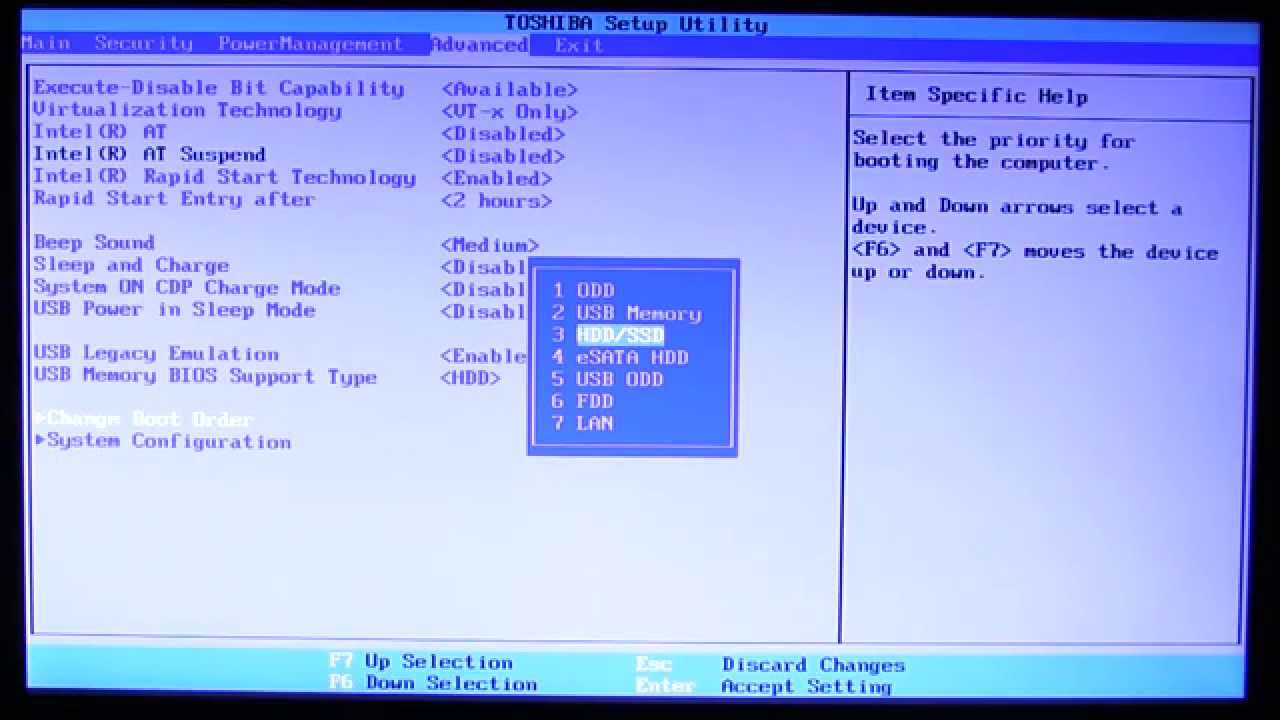 TOSHIBA Setup Utility
Main Security PowerManagement Advanced Exit
Execute-Disable Bit Capability <Available>
Virtualization Technology <VT-x Only>
Intel(R) AT <Disabled>
Intel(R) AT Suspend <Disabled>
Intel(R) Rapid Start Technology <Enabled>
Rapid Start Entry after <2 hours>
Beep Sound <Medium>
Sleep and Charge <Disabl
System ON CDP Charge Mode <Disabl
USB Power in Sleep Mode <Disabl
USB Legacy Emulation <Enable
USB Memory BIOS Support Type <HDD>
▶Change Boot Order
▶System Configuration
1 ODD
2 USB Memory
3 HDD/SSD
4 eSATA HDD
5 USB ODD
6 FDD
7 LAN
Item Specific Help
Select the priority for
booting the computer.
Up and Down arrows select a
device.
<F6> and <F7> moves the device
up or down.
F7 Up Selection Esc Discard Changes
F6 Down Selection Enter Accept Setting